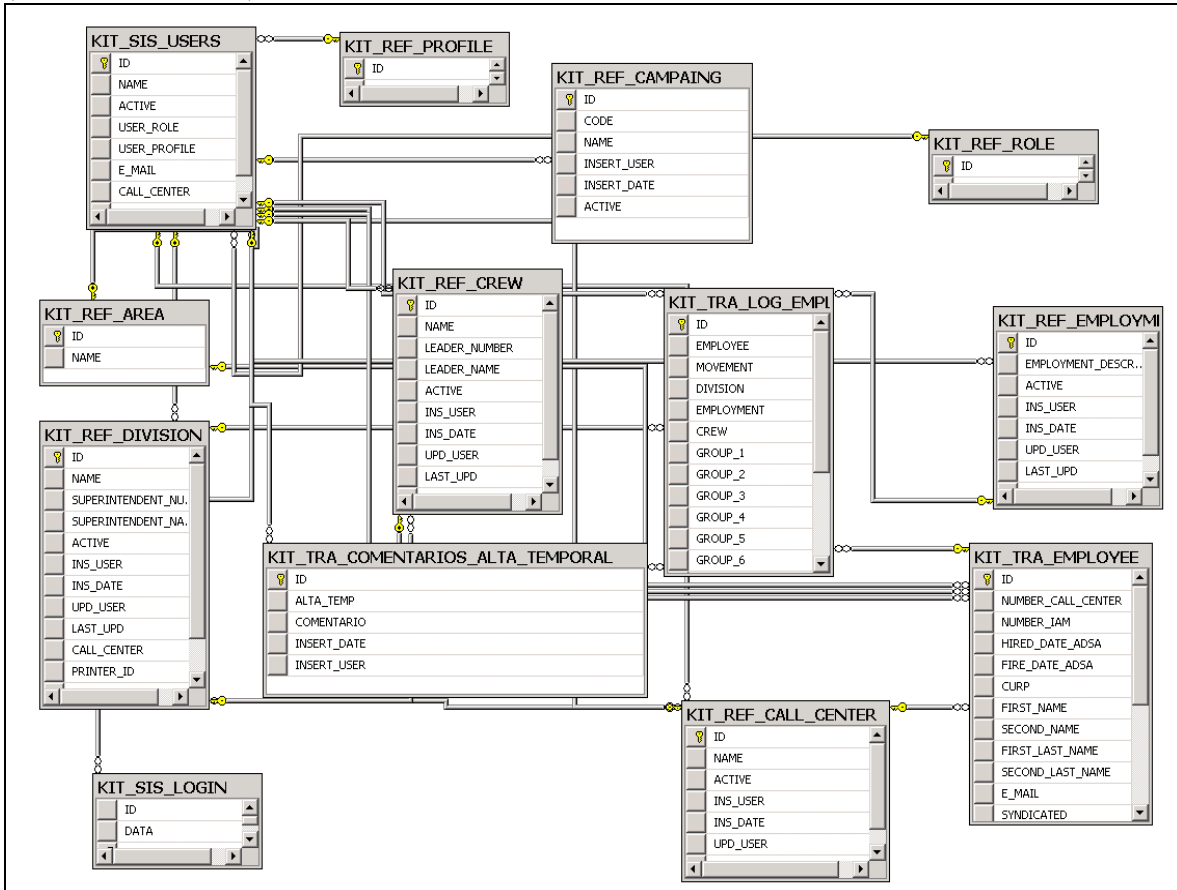 KIT_SIS_USERS
ID
NAME
ACTIVE
USER_ROLE
USER_PROFILE
E_MAIL
CALL_CENTER
KIT_REF_PROFILE
ID
KIT_REF_CAMPAING
ID
CODE
NAME
INSERT_USER
INSERT_DATE
ACTIVE
KIT_REF_ROLE
ID
KIT_REF_AREA
ID
NAME
KIT_REF_CREW
ID
NAME
LEADER_NUMBER
LEADER_NAME
ACTIVE
INS_USER
INS_DATE
UPD_USER
LAST_UPD
KIT_TRA_LOG_EMPL
ID
EMPLOYEE
MOVEMENT
DIVISION
EMPLOYMENT
CREW
GROUP_1
GROUP_2
GROUP_3
GROUP_4
GROUP_5
GROUP_6
KIT_REF_EMPLOYMI
ID
EMPLOYMENT_DESCR...
ACTIVE
INS_USER
INS_DATE
UPD_USER
LAST_UPD
KIT_REF_DIVISION
ID
NAME
SUPERINTENDENT_NU...
SUPERINTENDENT_NA...
ACTIVE
INS_USER
INS_DATE
UPD_USER
LAST_UPD
CALL_CENTER
PRINTER_ID
KIT_TRA_COMENTARIOS_ALTA_TEMPORAL
ID
ALTA_TEMP
COMENTARIO
INSERT_DATE
INSERT_USER
KIT_TRA_EMPLOYEE
ID
NUMBER_CALL_CENTER
NUMBER_IAM
HIRED_DATE_ADSA
FIRE_DATE_ADSA
CURP
FIRST_NAME
SECOND_NAME
FIRST_LAST_NAME
SECOND_LAST_NAME
E_MAIL
SYNDICATED
KIT_REF_CALL_CENTER
ID
NAME
ACTIVE
INS_USER
INS_DATE
UPD_USER
KIT_SIS_LOGIN
ID
DATA